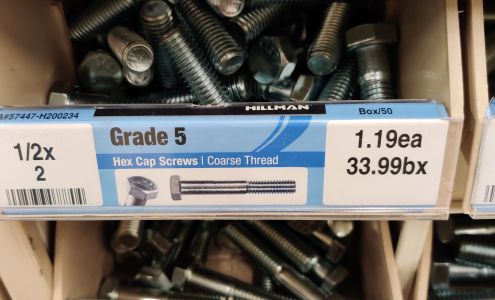 A#57447-H200234
HILLMAN
Box/50
1/2x
2
Grade 5
Hex Cap Screws | Coarse Thread
1.19ea
33.99bx